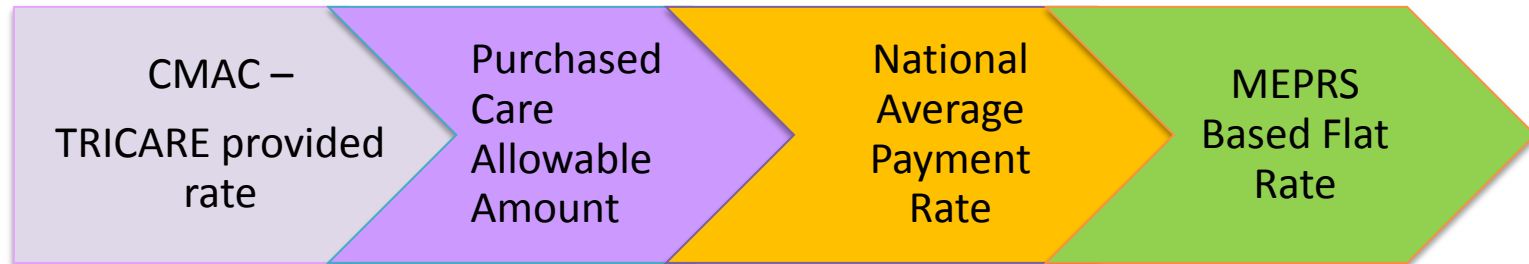 CMAC –
TRICARE provided
rate
Purchased
Care
Allowable
Amount
National
Average
Payment
Rate
MEPRS
Based Flat
Rate